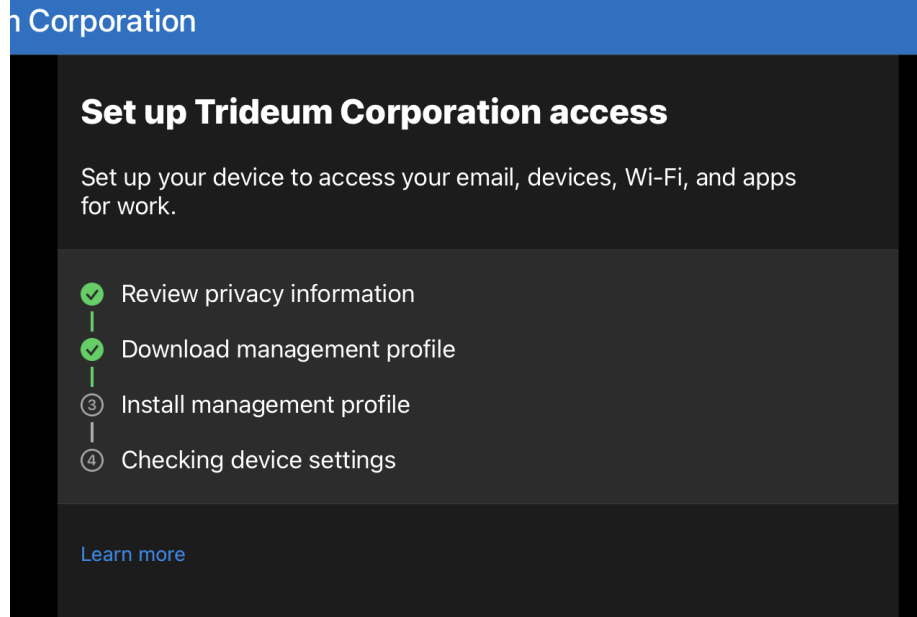 n Corporation
Set up Trideum Corporation access
Set up your device to access your email, devices, Wi-Fi, and apps
for work.
Review privacy information
Download management profile
3 Install management profile
4 Checking device settings
Learn more